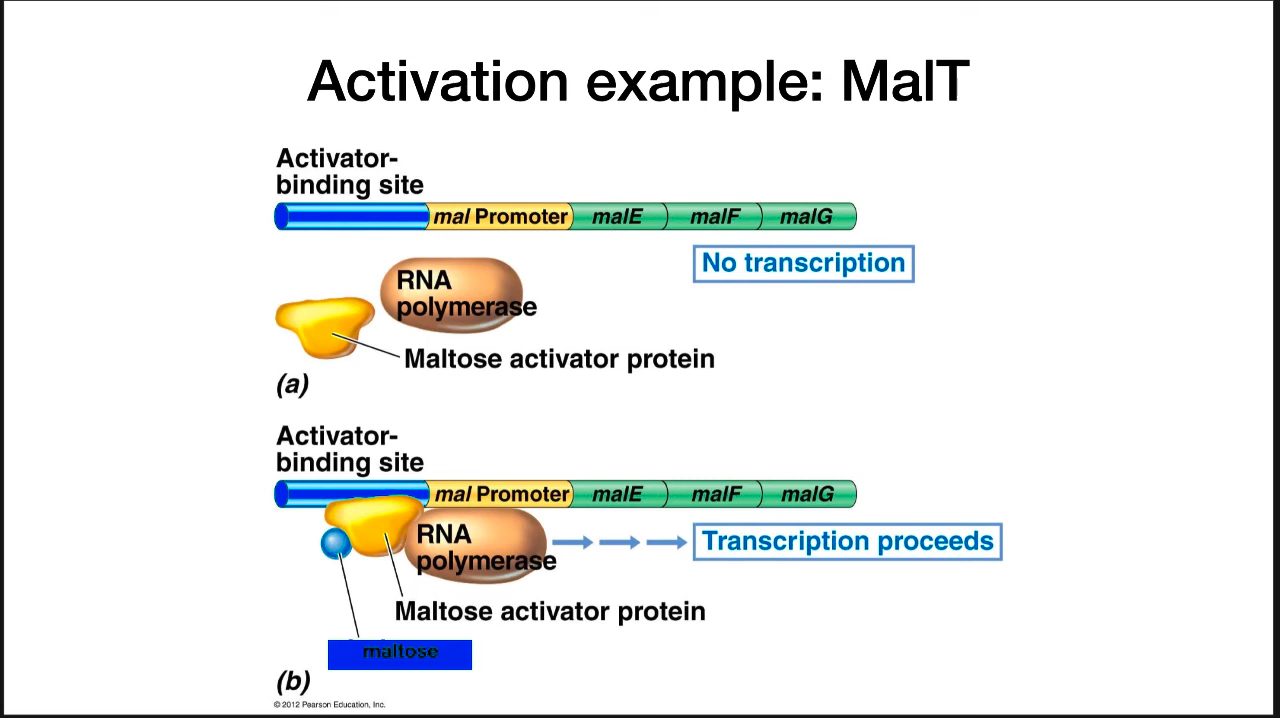 Activation example: MalT
Activator-
binding site
mal Promoter malE malF malG
No transcription
RNA
polymerase
Maltose activator protein
(a)
Activator-
binding site
mal Promoter malE malF malG
RNA
polymerase
Transcription proceeds
Maltose activator protein
maltose
(b)
© 2012 Pearson Education, Inc.